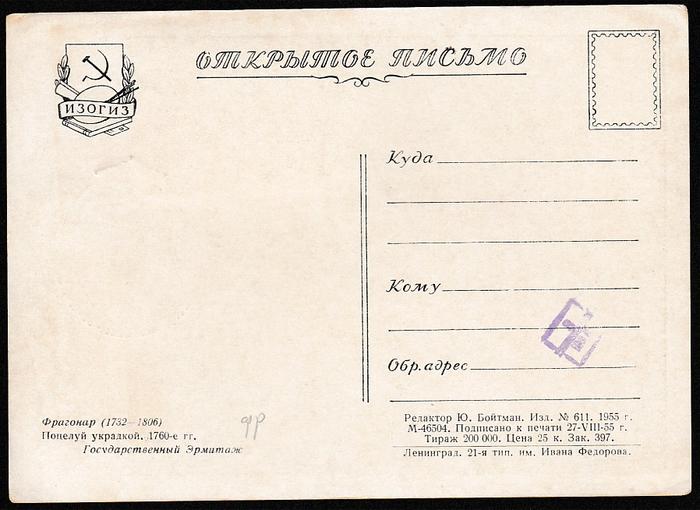 ОТКРЫТОЕ ПИСЬМО
ИЗОГИЗ
Куда
Кому
Обр. адрес
Фрагонар (1732—1806)
Поцелуй украдкой, 1760-е гг.
Государственный Эрмитаж
фр
Редактор Ю. Бойтман. Изд. № 611. 1955 г.
М-46504. Подписано к печати 27-VIII-55 г.
Тираж 200 000. Цена 25 к. Зак. 397.
Ленинград. 21-я тип. им. Ивана Федорова.